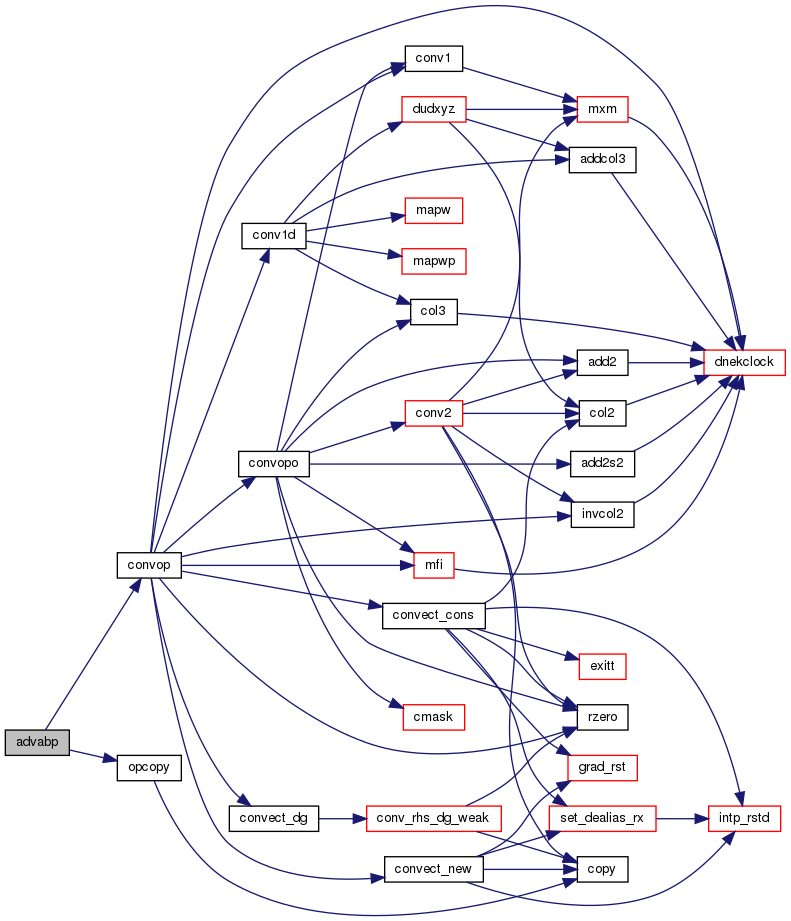 conv1
dudxyz
mxm
addcol3
mapw
conv1d
mapwp
col3
add2
dnekclock
conv2
col2
convopo
add2s2
invcol2
convop
mfi
convect_cons
exitt
cmask
rzero
advabp
opcopy
grad_rst
convect_dg
conv_rhs_dg_weak
set_dealias_rx
intp_rstd
convect_new
copy